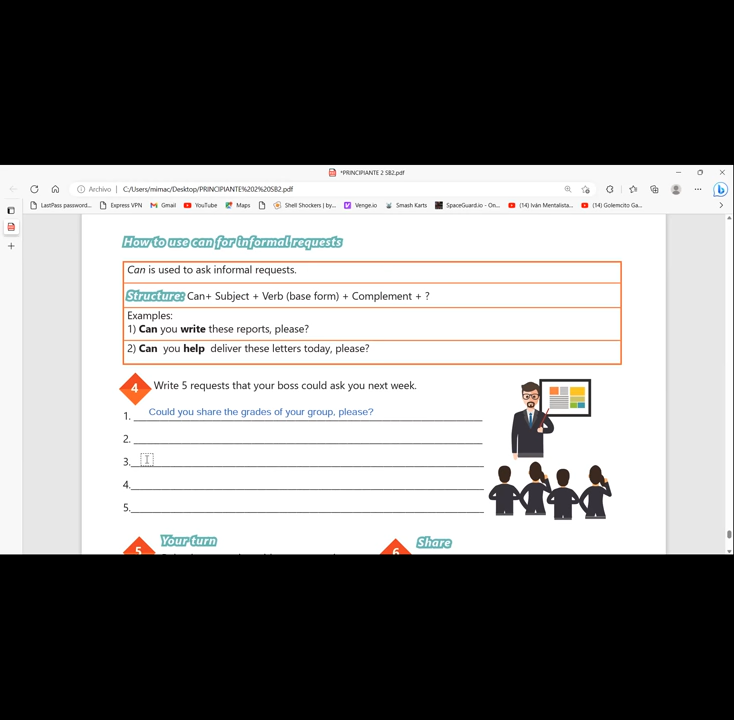 *PRINCIPIANTE 2 SB2.pdf
Archivo | C:/Users/mimac/Desktop/PRINCIPIANTE%202%20SB2.pdf
LastPass password... Express VPN Gmail YouTube Maps Shell Shockers | by... Venge.io Smash Karts SpaceGuard.io - On... (14) Iván Mentalista... (14) Golemcito Ga...
How to use can for informal requests
Can is used to ask informal requests.
Structure: Can+ Subject + Verb (base form) + Complement + ?
Examples:
1) Can you write these reports, please?
2) Can you help deliver these letters today, please?
4 Write 5 requests that your boss could ask you next week.
1. Could you share the grades of your group, please?
2.
3.
4.
5.
5 Your turn
6 Share